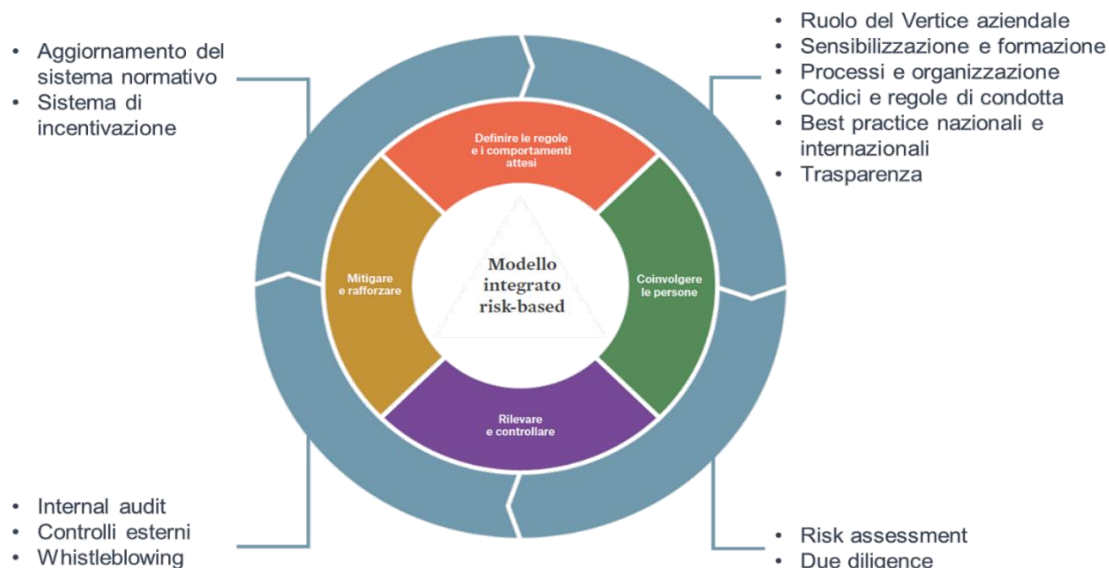 • Aggiornamento del
sistema normativo
• Sistema di
incentivazione
• Ruolo del Vertice aziendale
• Sensibilizzazione e formazione
• Processi e organizzazione
• Codici e regole di condotta
• Best practice nazionali e
internazionali
• Trasparenza
Definire le regole
e i comportamenti
attesi
Mitigare
e rafforzare
Modello
integrato
risk-based
Coinvolgere
le persone
Rilevare
e controllare
• Internal audit
• Controlli esterni
• Whistleblowing
• Risk assessment
• Due diligence